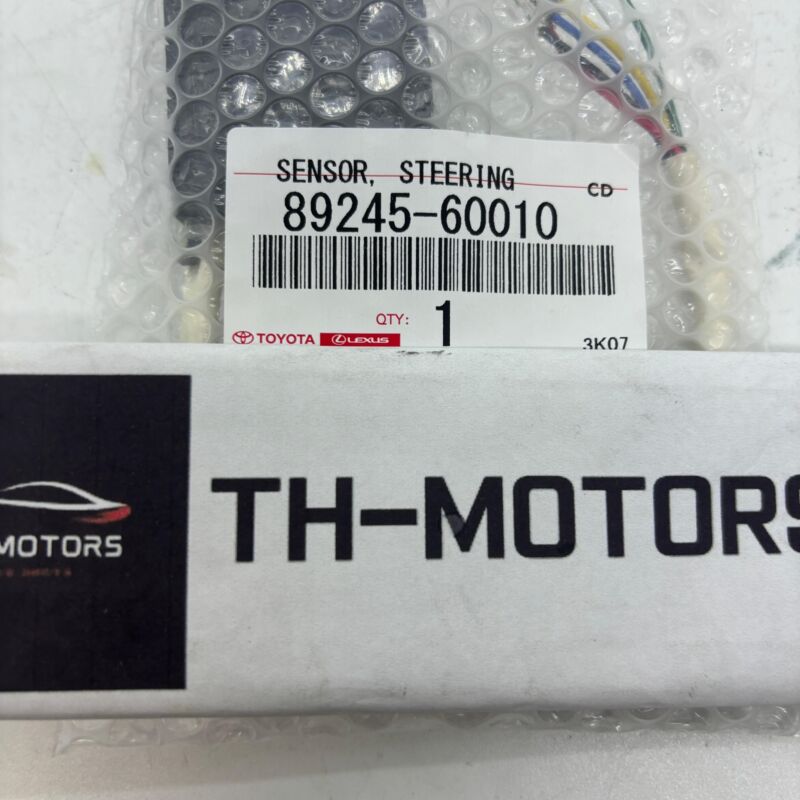 SENSOR, STEERING
CD
89245-60010
QTY: 1
TOYOTA LEXUS
3K07
TH-MOTORS
MOTORS